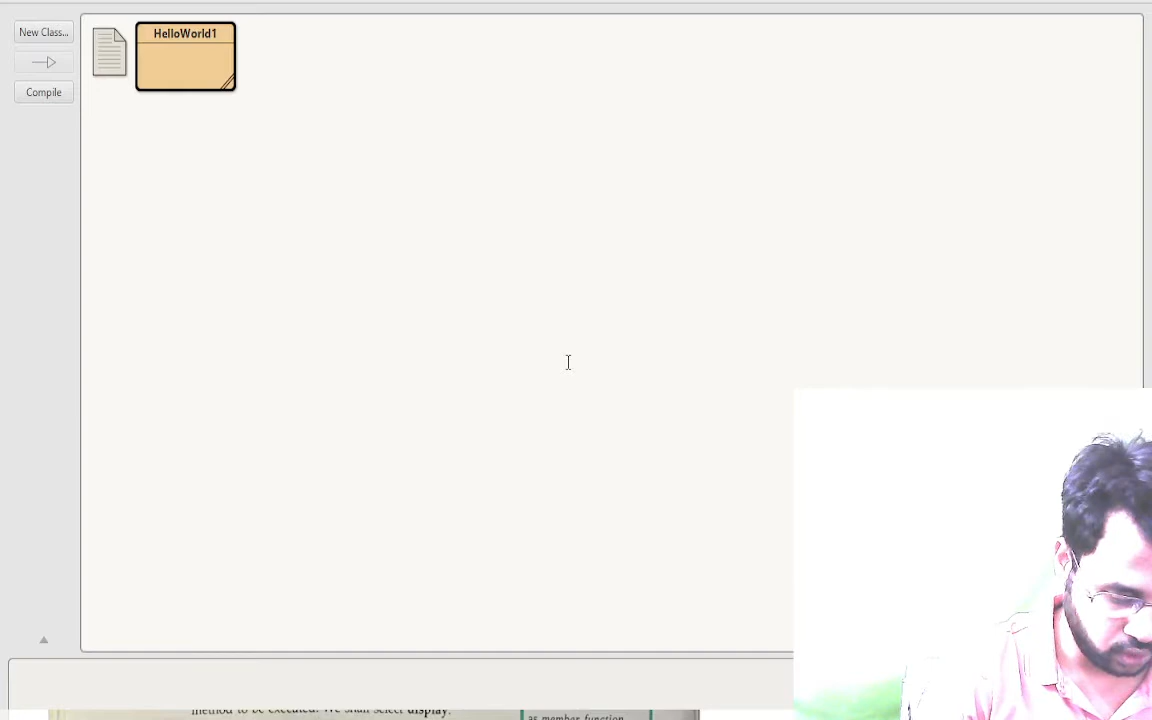 New Class...
HelloWorld1
Compile
method to be executed. We shall select display.
as member function